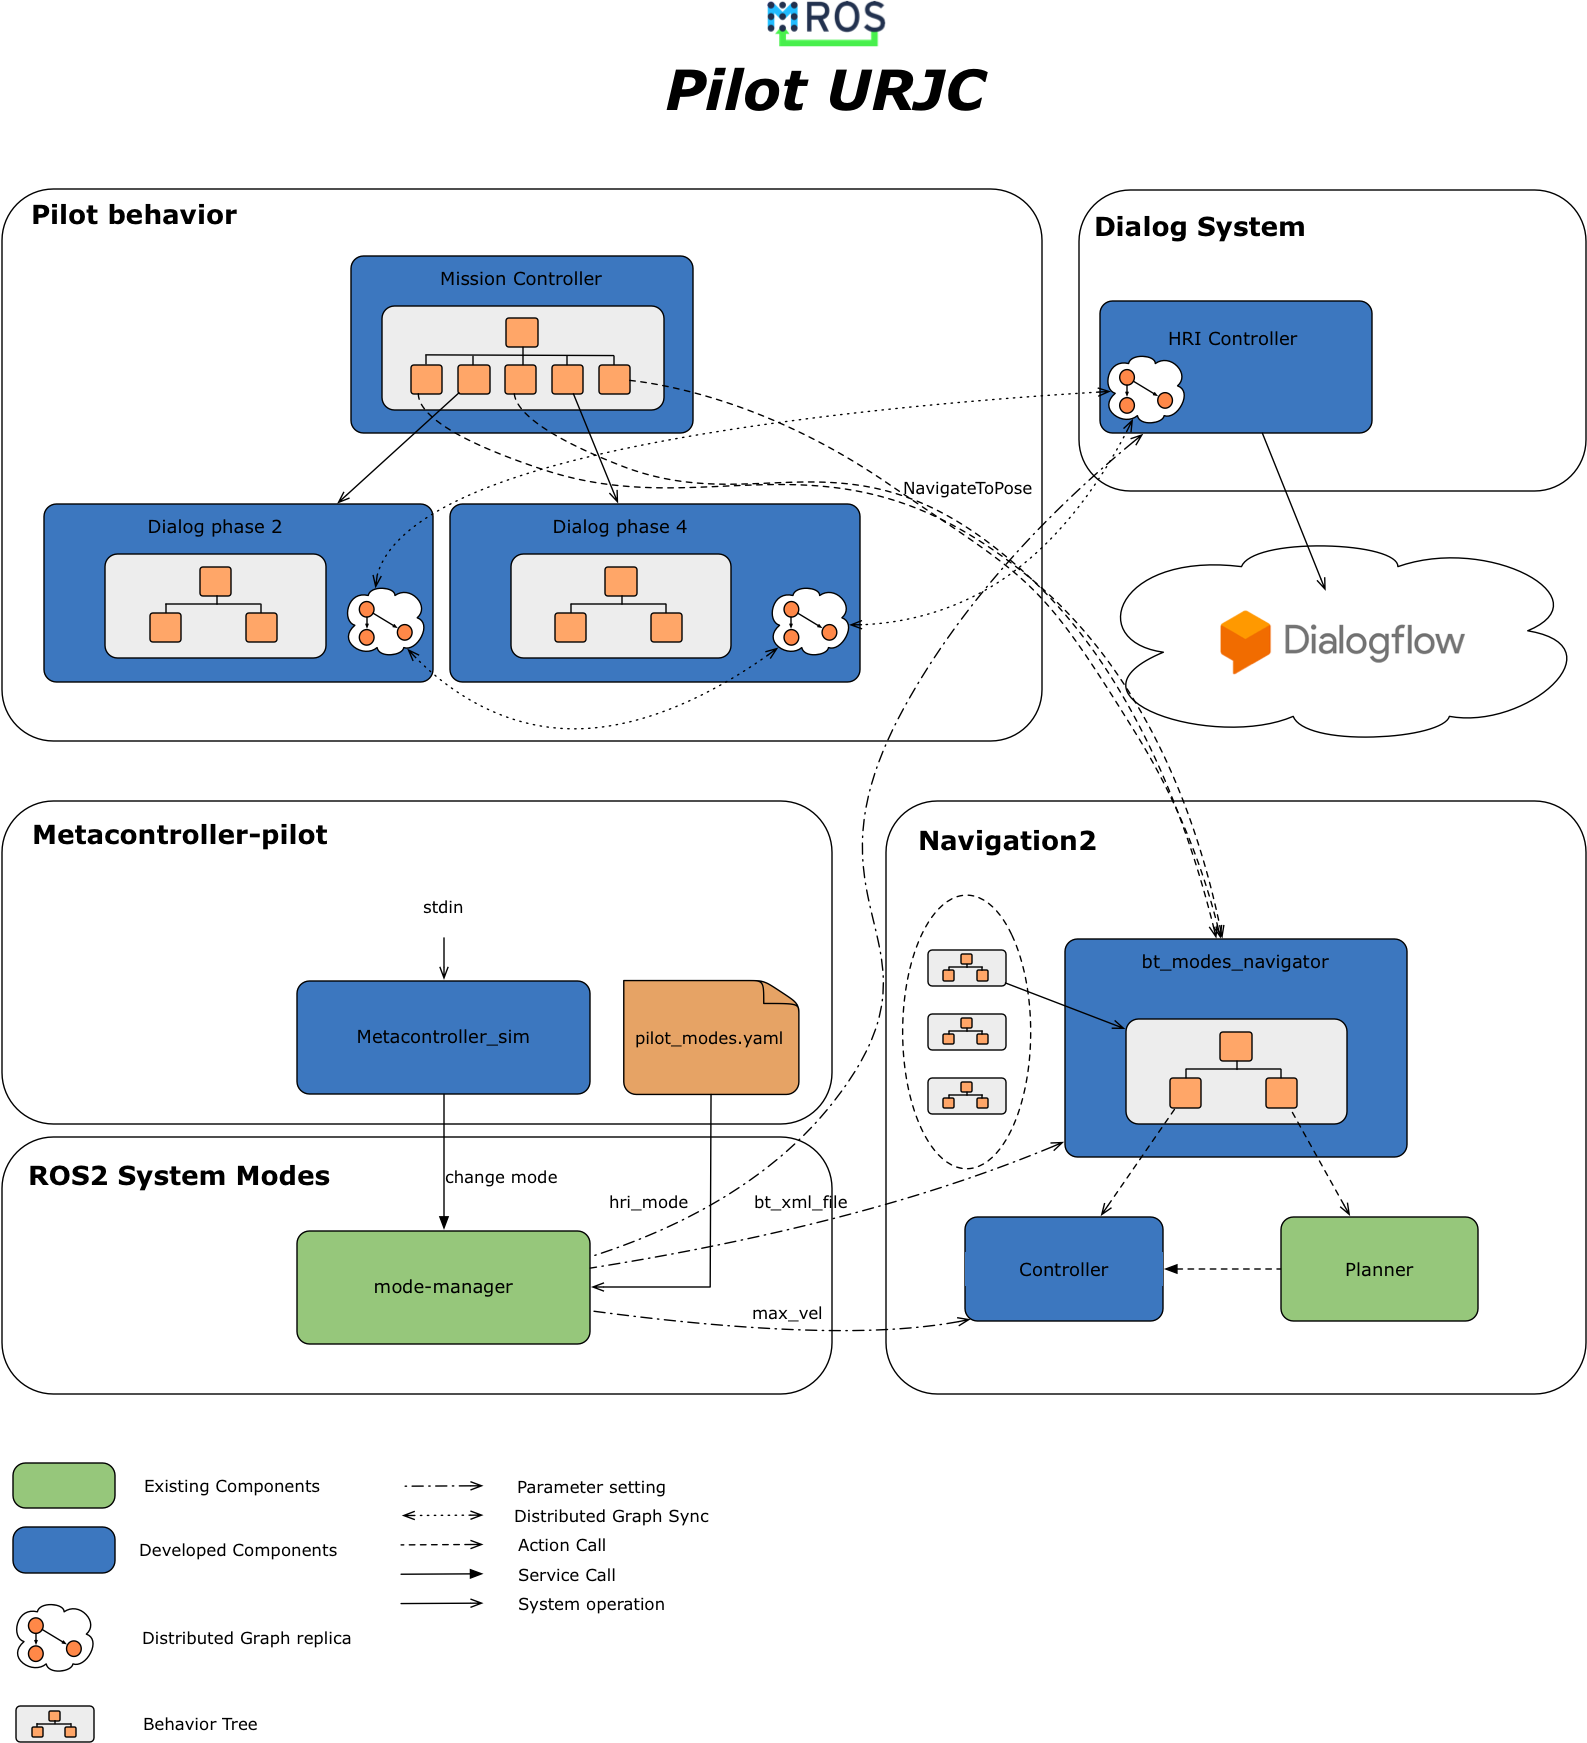 MROS
Pilot URJC
Pilot behavior
Dialog System
Mission Controller
HRI Controller
NavigateToPose
Dialog phase 2
Dialog phase 4
Dialogflow
Metacontroller-pilot
Navigation2
stdin
bt_modes_navigator
Metacontroller_sim
pilot_modes.yaml
ROS2 System Modes
change mode
hri_mode
bt_xml_file
mode-manager
Controller
Planner
max_vel
Existing Components
Developed Components
Distributed Graph replica
Behavior Tree
Parameter setting
Distributed Graph Sync
Action Call
Service Call
System operation